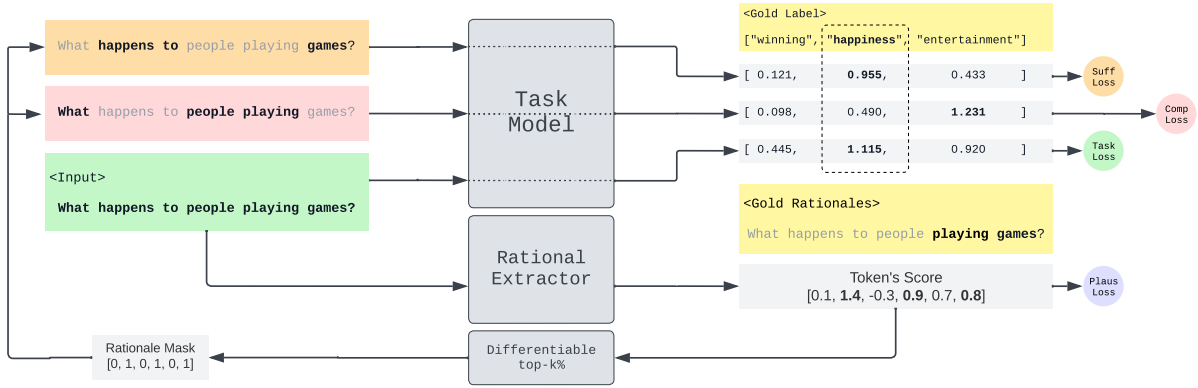 What happens to people playing games?
What happens to people playing games?
<Input>
What happens to people playing games?
Task
Model
Rational
Extractor
Differentiable
top-k%
Rationale Mask
[0, 1, 0, 1, 0, 1]
<Gold Label>
["winning", "happiness", "entertainment"]
[ 0.121, 0.955, 0.433 ]
Suff
Loss
[ 0.098, 0.490, 1.231 ]
Comp
Loss
[ 0.445, 1.115, 0.920 ]
Task
Loss
<Gold Rationales>
What happens to people playing games?
Token's Score
[0.1, 1.4, -0.3, 0.9, 0.7, 0.8]
Plaus
Loss